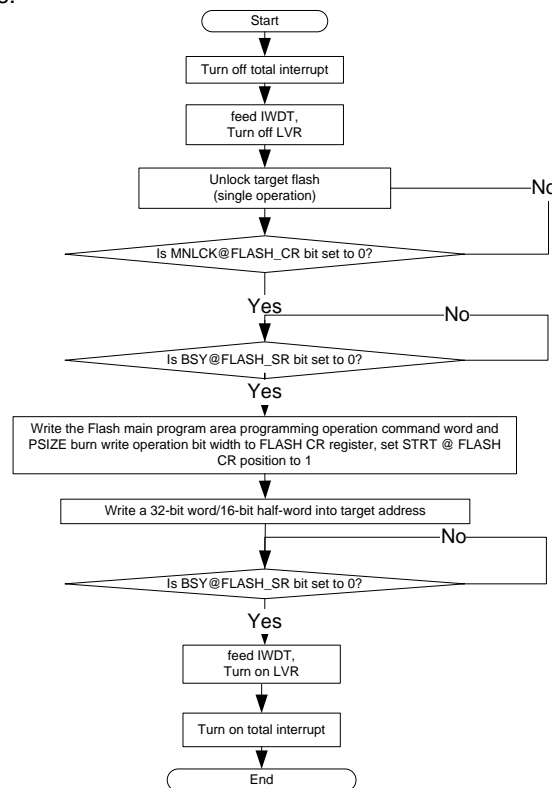 Start
Turn off total interrupt
feed IWDT,
Turn off LVR
Unlock target flash
(single operation)
No
Is MNLCK@FLASH_CR bit set to 0?
Yes
No
Is BSY@FLASH_SR bit set to 0?
Yes
Write the Flash main program area programming operation command word and
PSIZE burn write operation bit width to FLASH CR register, set STRT @ FLASH
CR position to 1
Write a 32-bit word/16-bit half-word into target address
No
Is BSY@FLASH_SR bit set to 0?
Yes
feed IWDT,
Turn on LVR
Turn on total interrupt
End